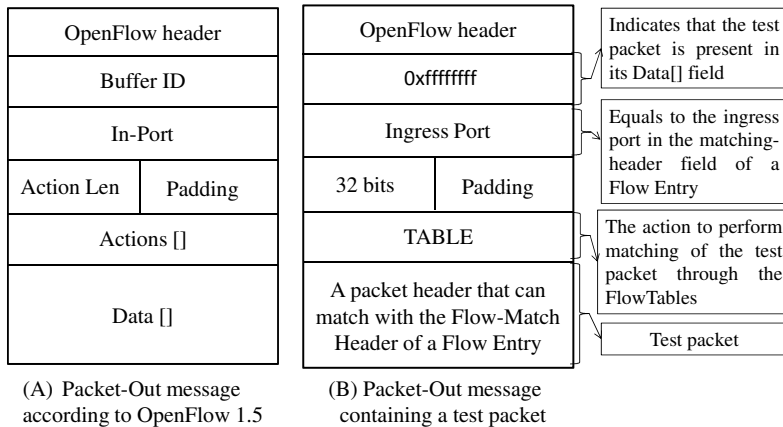 OpenFlow header
Buffer ID
In-Port
Action Len
Padding
Actions []
Data []
(A) Packet-Out message
according to OpenFlow 1.5
OpenFlow header
0xffffffff
Ingress Port
32 bits
Padding
TABLE
A packet header that can
match with the Flow-Match
Header of a Flow Entry
(B) Packet-Out message
containing a test packet
Indicates that the test
packet is present in
its Data[] field
Equals to the ingress
port in the matching-
header field of a
Flow Entry
The action to perform
matching of the test
packet through the
FlowTables
Test packet